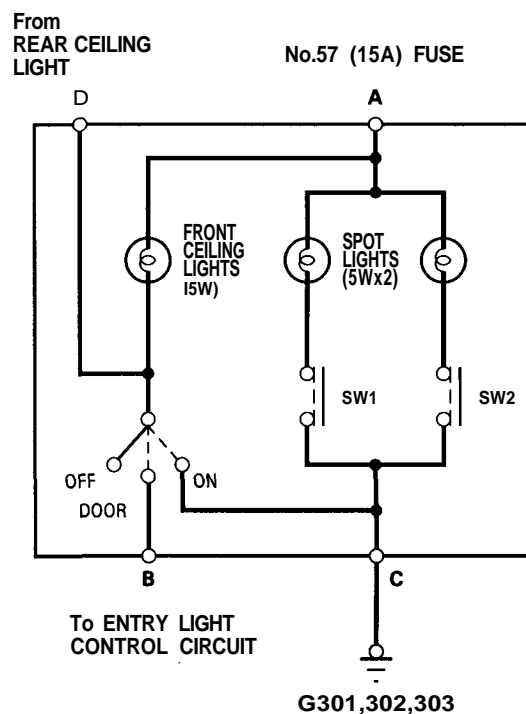 From
REAR CEILING
LIGHT
No.57 (15A) FUSE
D
A
FRONT
CEILING
LIGHTS
I5W)
SPOT
LIGHTS
(5Wx2)
SW1
SW2
OFF
ON
DOOR
B
C
To ENTRY LIGHT
CONTROL CIRCUIT
G301,302,303